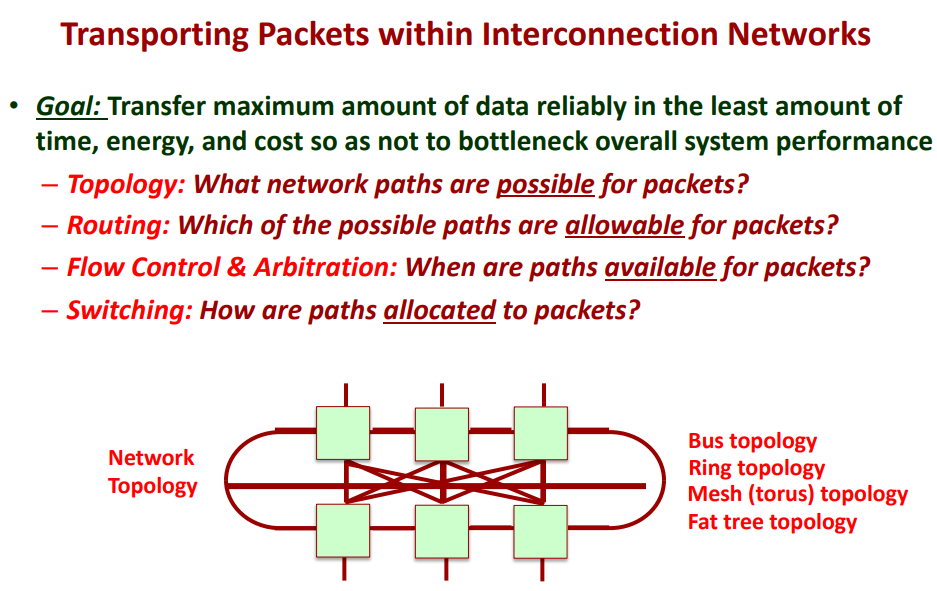 Transporting Packets within Interconnection Networks
• Goal: Transfer maximum amount of data reliably in the least amount of
time, energy, and cost so as not to bottleneck overall system performance
– Topology: What network paths are possible for packets?
– Routing: Which of the possible paths are allowable for packets?
– Flow Control & Arbitration: When are paths available for packets?
– Switching: How are paths allocated to packets?
Network
Topology
Bus topology
Ring topology
Mesh (torus) topology
Fat tree topology